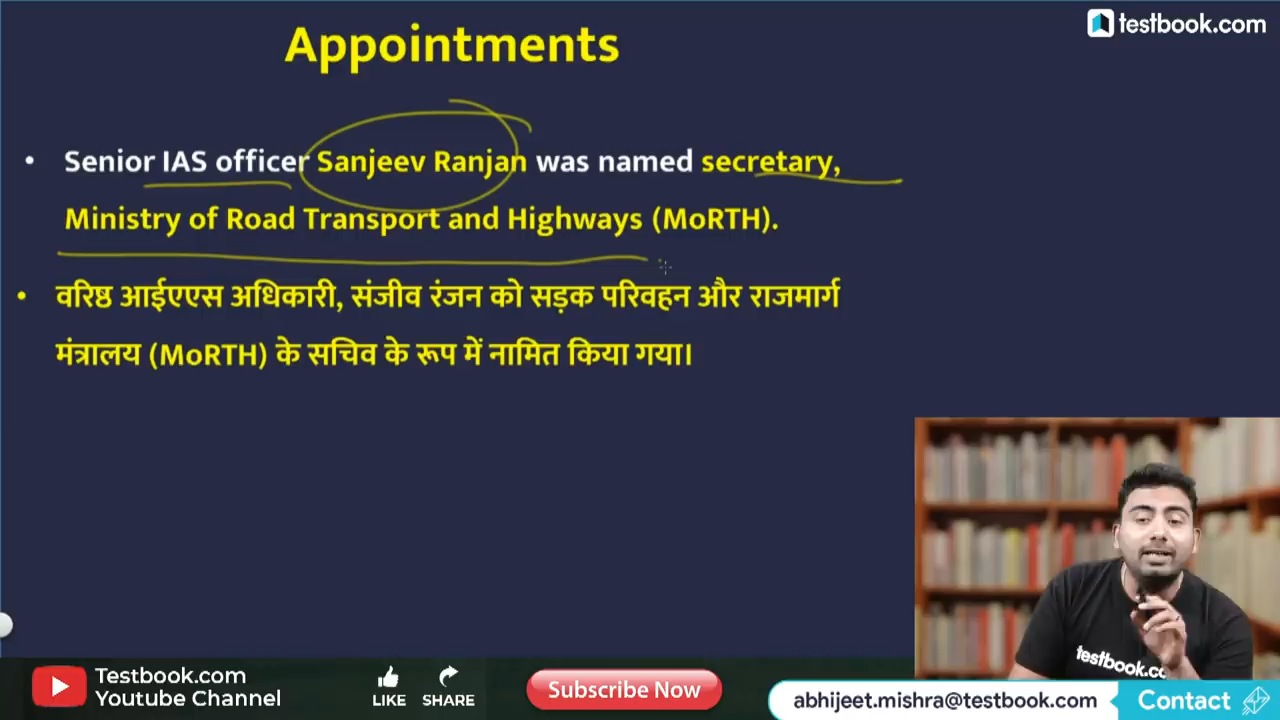 testbook.com
Appointments
• Senior IAS officer Sanjeev Ranjan was named secretary,
Ministry of Road Transport and Highways (MoRTH).
• वरिष्ठ आईएएस अधिकारी, संजीव रंजन को सड़क परिवहन और राजमार्ग
मंत्रालय (MoRTH) के सचिव के रूप में नामित किया गया।
testbook.co
Testbook.com
Youtube Channel
LIKE
SHARE
Subscribe Now
abhijeet.mishra@testbook.com
Contact